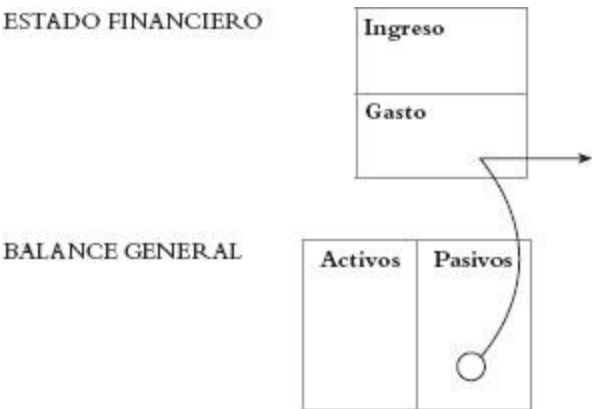 ESTADO FINANCIERO
Ingreso
Gasto
BALANCE GENERAL
Activos
Pasivos